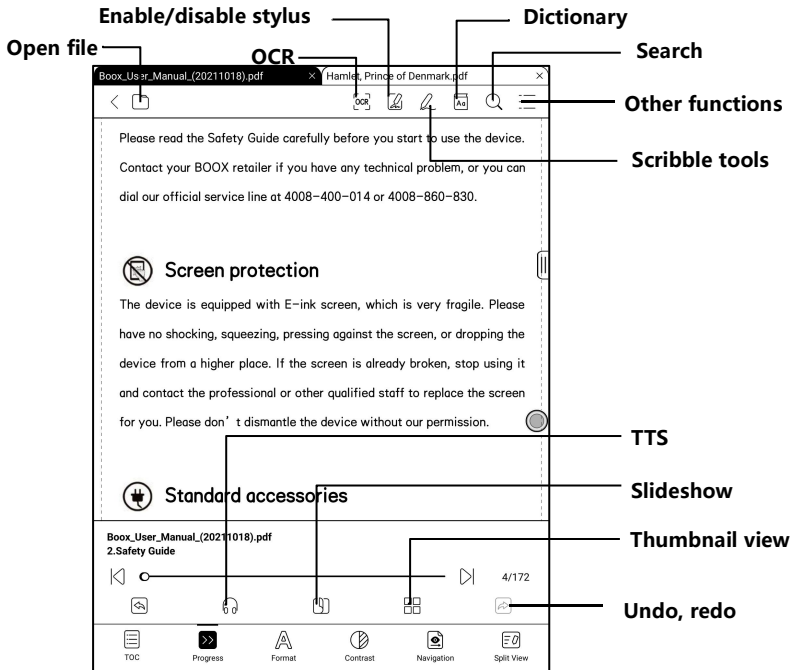 Enable/disable stylus
Dictionary
Open file
OCR
Search
Boox_User_Manual_(20211018).pdf ×
Hamlet, Prince of Denmark.pdf ×
OCR
Aa
Other functions
Please read the Safety Guide carefully before you start to use the device.
Contact your BOOX retailer if you have any technical problem, or you can
dial our official service line at 4008-400-014 or 4008-860-830.
Scribble tools
Screen protection
The device is equipped with E-ink screen, which is very fragile. Please
have no shocking, squeezing, pressing against the screen, or dropping the
device from a higher place. If the screen is already broken, stop using it
and contact the professional or other qualified staff to replace the screen
for you. Please don't dismantle the device without our permission.
TTS
Standard accessories
Slideshow
Boox_User_Manual_(20211018).pdf
2.Safety Guide
Thumbnail view
4/172
Undo, redo
TOC
Progress
Format
Contrast
Navigation
Split View